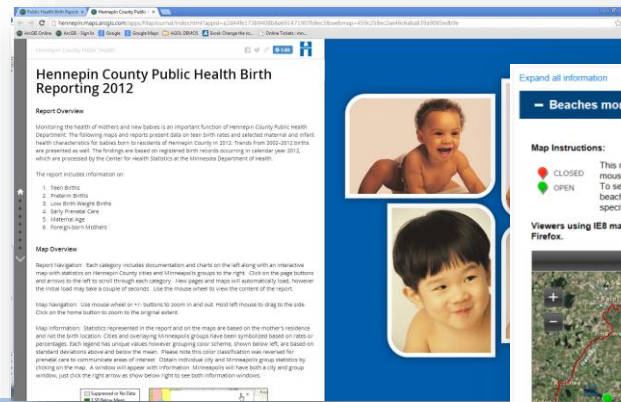 Public Health Birth Report
Hennepin County Public
hennepin.maps.arcgis.com/apps/MapJournal/index.html?appid=
ArcGIS Online
ArcGIS - Sign In
Google
Google Maps
AGOL DEMOS
Excel: Change the ro...
Online Tickets : min...
Hennepin County Public Health
Hennepin County Public Health Birth
Reporting 2012
Report Overview
Monitoring the health of mothers and new babies is an important function of Hennepin County Public Health
Department. The following maps and reports present data on teen birth rates and selected maternal and infant
health characteristics for babies born to residents of Hennepin County in 2012. Trends from 2002-2012 births
are presented as well. The findings are based on registered birth records occurring in calendar year 2012,
which are processed by the Center for Health Statistics at the Minnesota Department of Health.
The report includes information on:
1. Teen Births
2. Preterm Births
3. Low Birth Weight Births
4. Early Prenatal Care
5. Maternal Age
6. Foreign-born Mothers
Map Overview
Report Navigation: Each category includes documentation and charts on the left along with an interactive
map with statistics on Hennepin County cities and Minneapolis groups to the right. Click on the page buttons
and arrows to the left to scroll through each category. New pages and maps will automatically load, however
the initial load may take a couple of seconds. Use the mouse wheel to view the content of the report.
Map Navigation: Use mouse wheel or +/- buttons to zoom in and out. Hold left mouse to drag to the side.
Click on the home button to zoom to the original extent.
Map Information: Statistics represented in the report and on the maps are based on the mother's residence
and not the birth location. Cities and overlaying Minneapolis groups have been symbolized based on rates or
percentages. Each legend has unique values however grouping color scheme, shown below left, are based on
standard deviations above and below the mean. Please note this color classification was reversed for
prenatal care to communicate areas of interest. Obtain individual city and Minneapolis group statistics by
clicking on the map. A window will appear with information. Minneapolis will have both a city and group
window, just click the right arrow as show below right to see both information windows.
Suppressed or No Data
Expand all information
− Beaches mo
Map Instructions:
CLOSED
OPEN
This
mous
To se
beach
speci
Viewers using IE8 ma
Firefox.
+
−